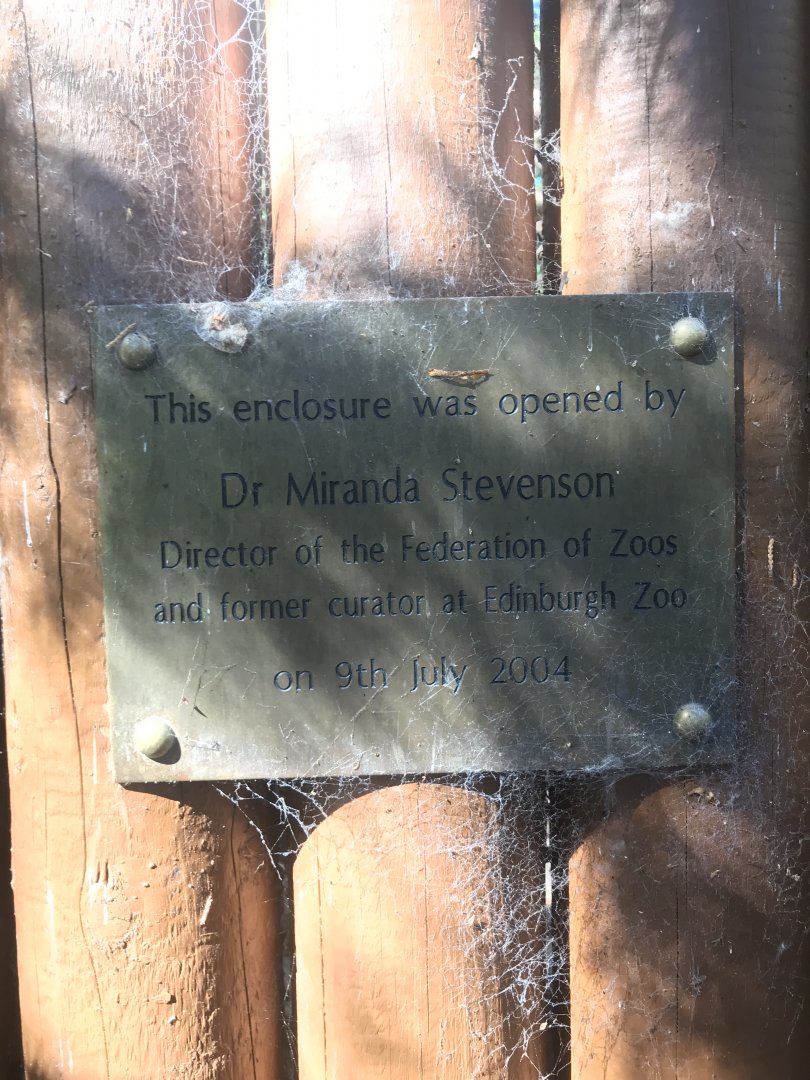 This enclosure was opened by
Dr Miranda Stevenson
Director of the Federation of Zoos
and former curator at Edinburgh Zoo
on 9th July 2004